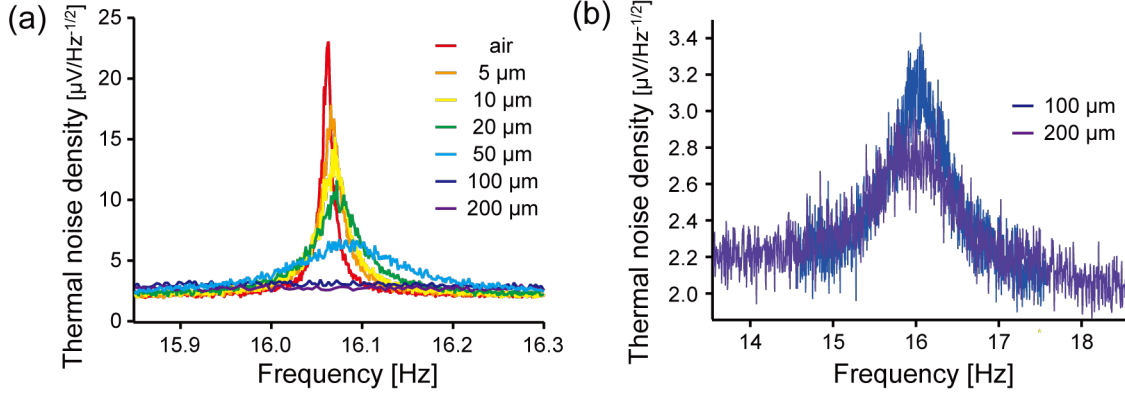 (a)
Thermal noise density [µV/Hz-1/2]
25
20
15
10
5
0
air
5 µm
10 µm
20 µm
50 µm
100 µm
200 µm
15.9
16.0
16.1
16.2
16.3
Frequency [Hz]
(b)
Thermal noise density [µV/Hz-1/2]
3.4
3.2
2.8
2.6
2.4
2.2
2.0
100 µm
200 µm
14
15
16
17
18
Frequency [Hz]